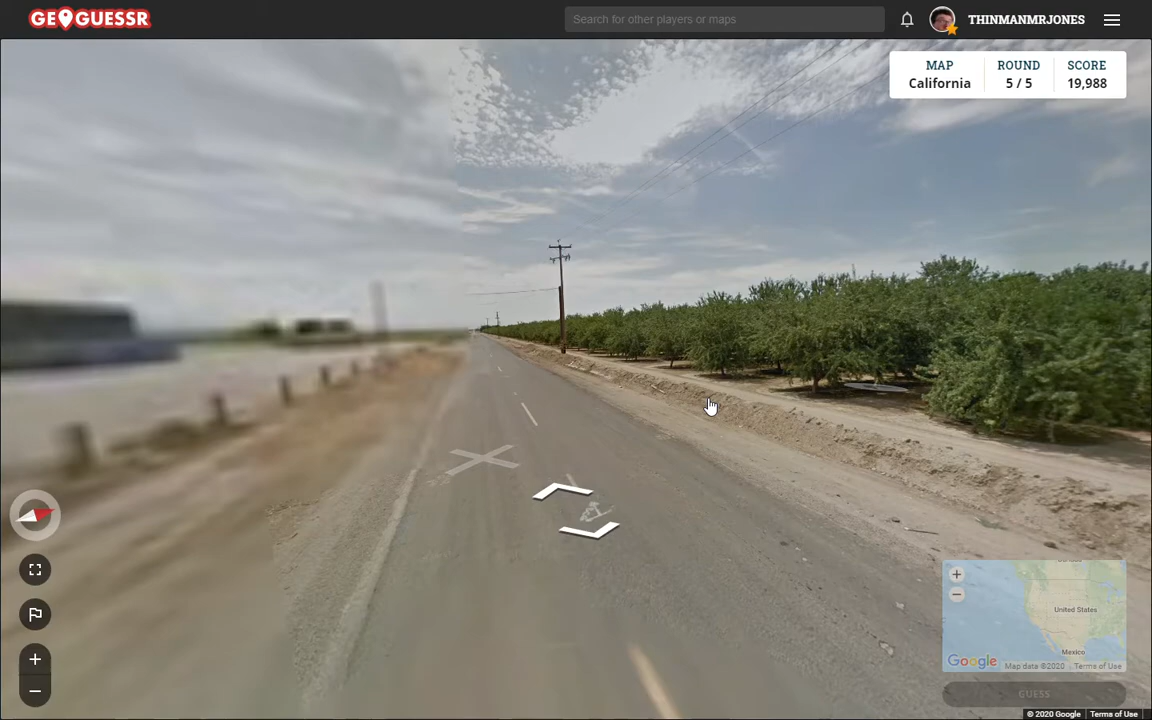 GEOGUESSR
Search for other players or maps
THINMANMRJONES
MAP ROUND SCORE
California 5 / 5 19,988
+
−
United States
Mexico
Google Map data ©2020 Terms of Use
GUESS
+
−
© 2020 Google Terms of Use